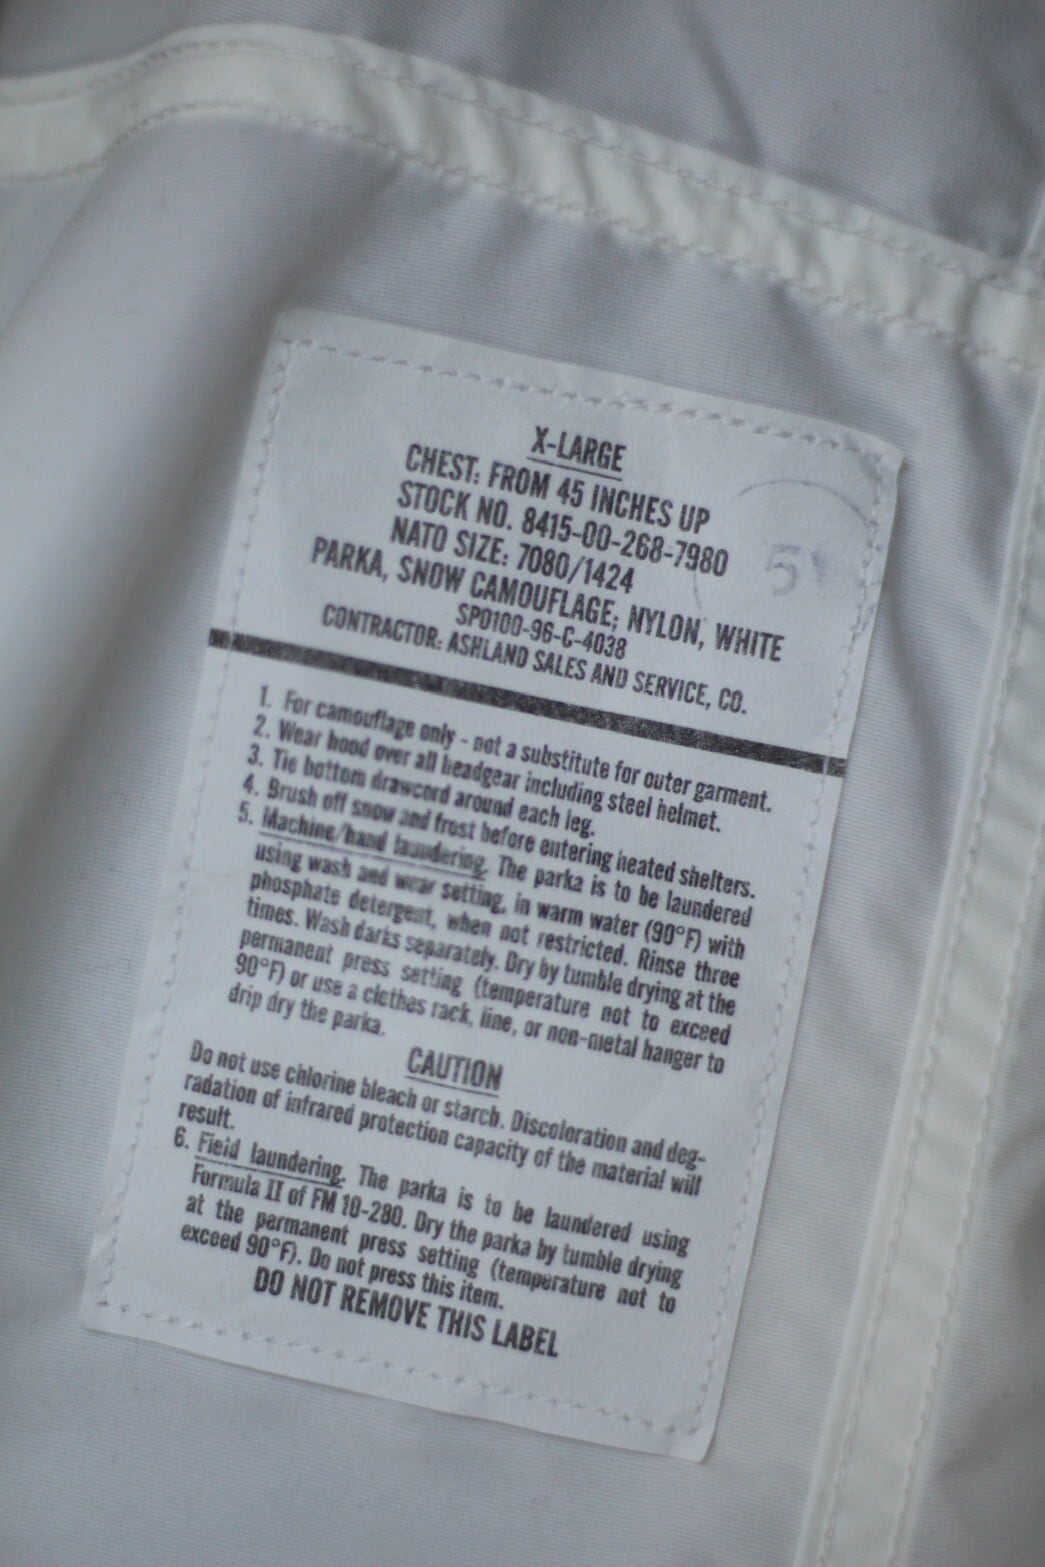 X-LARGE
CHEST: FROM 45 INCHES UP
STOCK NO. 8415-00-268-7980
NATO SIZE: 7080/1424
PARKA, SNOW CAMOUFLAGE; NYLON, WHITE
SPO100-96-C-4038
CONTRACTOR: ASHLAND SALES AND SERVICE, CO.
5'
1. For camouflage only - not a substitute for outer garment.
2. Wear hood over all headgear including steel helmet.
3. Tie bottom drawcord around each leg.
4. Brush off snow and frost before entering heated shelters.
5. Machine/hand laundering. The parka is to be laundered
using wash and wear setting, in warm water (90°F) with
phosphate detergent, when not restricted. Rinse three
times. Wash darks separately. Dry by tumble drying at the
permanent press setting (temperature not to exceed
90°F) or use a clothes rack, line, or non-metal hanger to
drip dry the parka.
CAUTION
Do not use chlorine bleach or starch. Discoloration and deg-
radation of infrared protection capacity of the material will
result.
6. Field laundering. The parka is to be laundered using
Formula II of FM 10-280. Dry the parka by tumble drying
at the permanent press setting (temperature not to
exceed 90°F). Do not press this item.
DO NOT REMOVE THIS LABEL